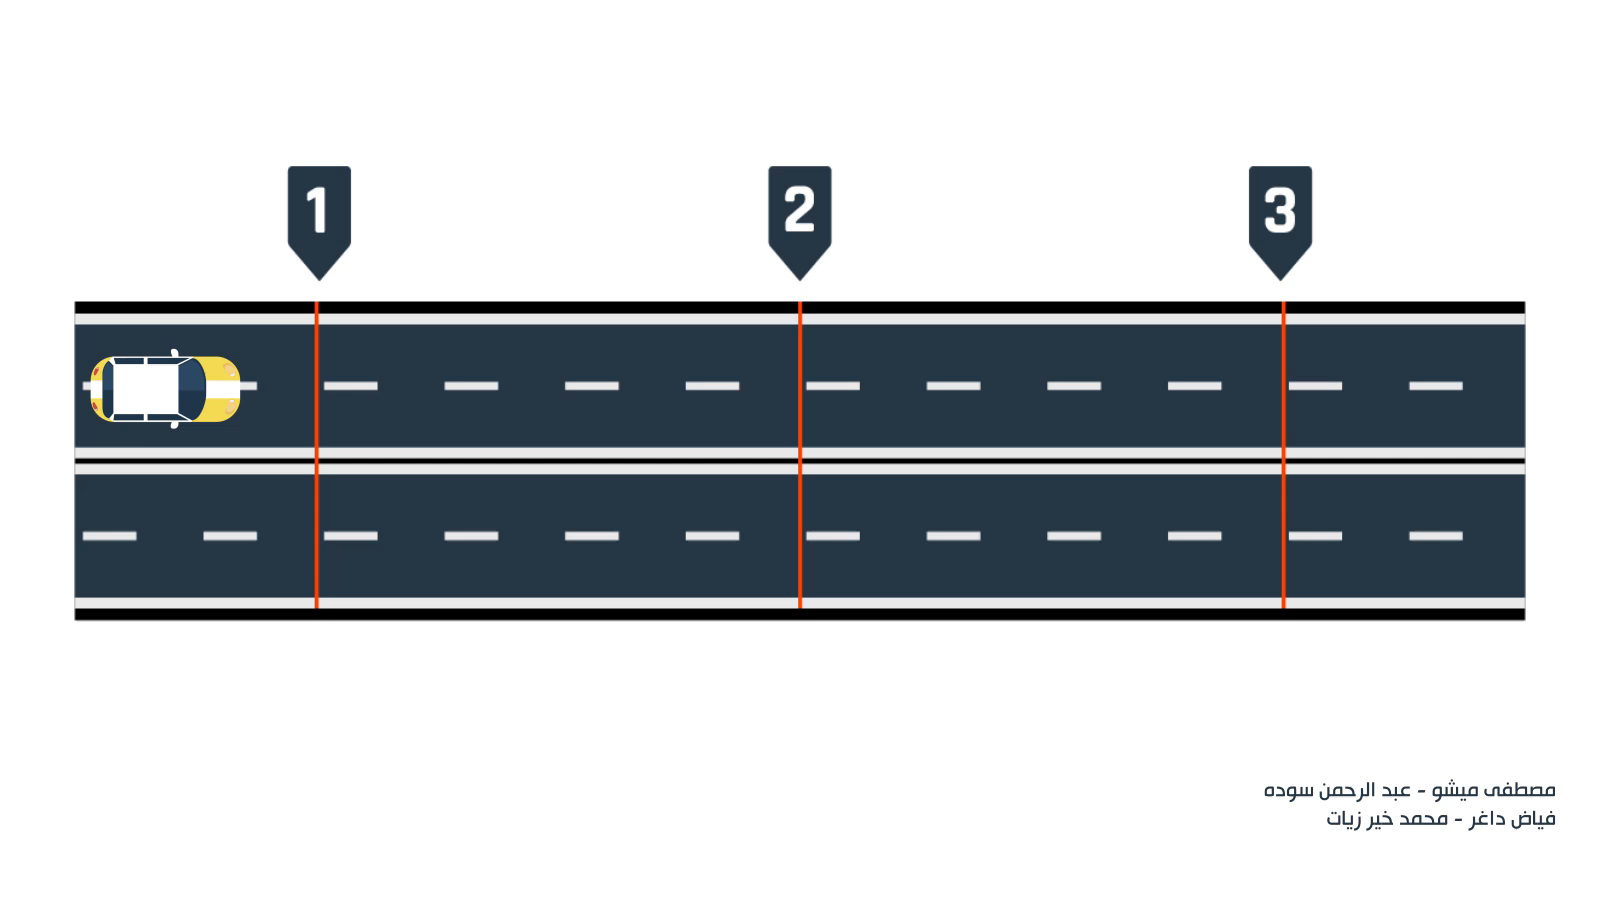 1
2
3
مصطفى ميشو - عبد الرحمن سوده
فياض داغر - محمد خير زيات